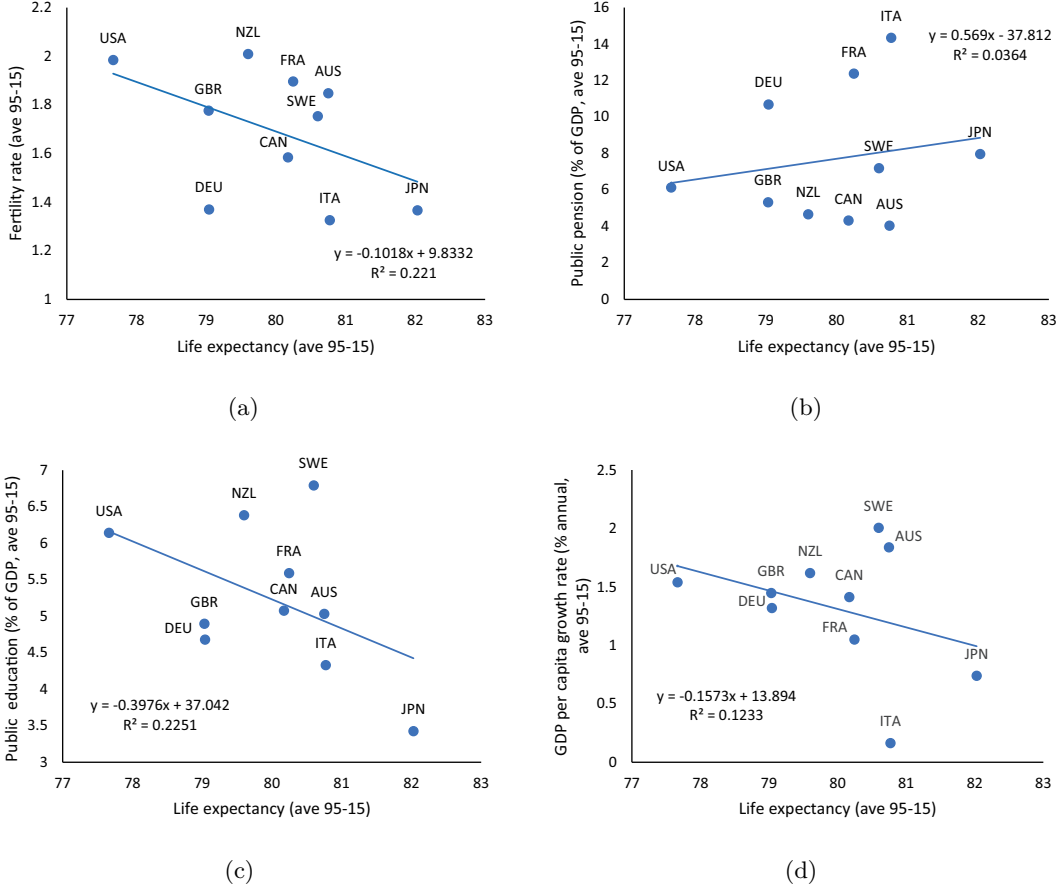 2.2
2
1.8
1.6
1.4
1.2
1
Fertility rate (ave 95-15)
USA
NZL
FRA
AUS
GBR
SWE
CAN
DEU
ITA
JPN
y = -0.1018x + 9.8332
R² = 0.221
77 78 79 80 81 82 83
Life expectancy (ave 95-15)
(a)
16
14
12
10
8
6
4
2
0
Public pension (% of GDP, ave 95-15)
ITA
y = 0.569x - 37.812
R² = 0.0364
FRA
DEU
JPN
SWE
USA
GBR
NZL
CAN
AUS
77 78 79 80 81 82 83
Life expectancy (ave 95-15)
(b)
7
6.5
6
5.5
5
4.5
4
3.5
3
Public education (% of GDP, ave 95-15)
SWE
NZL
USA
FRA
CAN
AUS
GBR
DEU
ITA
JPN
y = -0.3976x + 37.042
R² = 0.2251
77 78 79 80 81 82 83
Life expectancy (ave 95-15)
(c)
2.5
2
1.5
1
0.5
0
GDP per capita growth rate (% annual,
ave 95-15)
SWE
AUS
NZL
USA
GBR
CAN
DEU
FRA
JPN
ITA
y = -0.1573x + 13.894
R² = 0.1233
77 78 79 80 81 82 83
Life expectancy (ave 95-15)
(d)